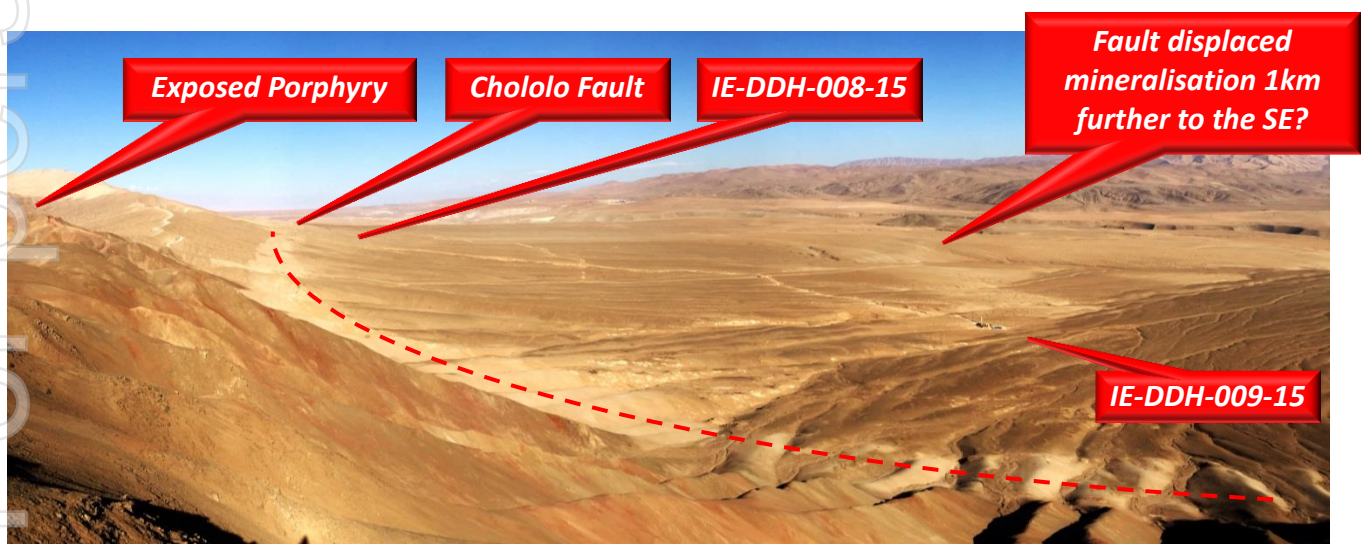 Exposed Porphyry
Chololo Fault
IE-DDH-008-15
Fault displaced
mineralisation 1km
further to the SE?
IE-DDH-009-15